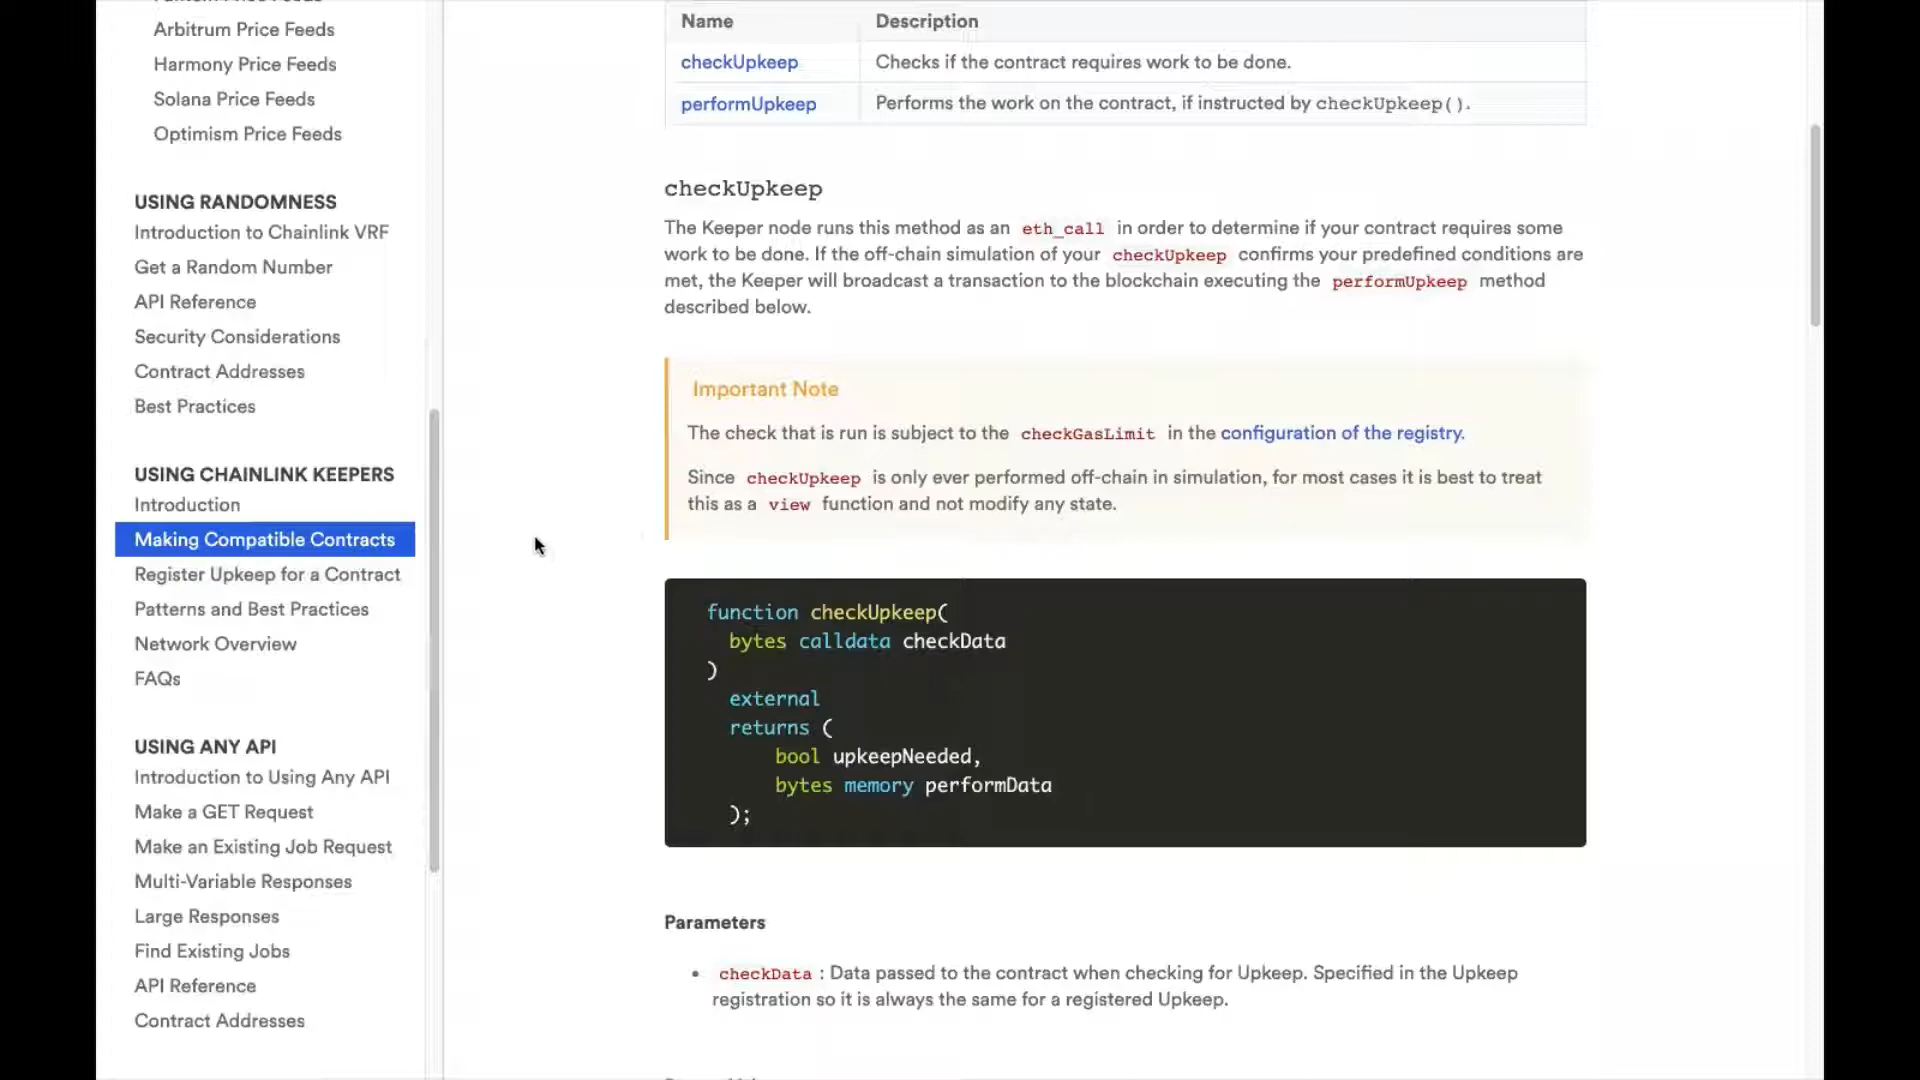 Arbitrum Price Feeds
Harmony Price Feeds
Solana Price Feeds
Optimism Price Feeds
USING RANDOMNESS
Introduction to Chainlink VRF
Get a Random Number
API Reference
Security Considerations
Contract Addresses
Best Practices
USING CHAINLINK KEEPERS
Introduction
Making Compatible Contracts
Register Upkeep for a Contract
Patterns and Best Practices
Network Overview
FAQs
USING ANY API
Introduction to Using Any API
Make a GET Request
Make an Existing Job Request
Multi-Variable Responses
Large Responses
Find Existing Jobs
API Reference
Contract Addresses
Name Description
checkUpkeep Checks if the contract requires work to be done.
performUpkeep Performs the work on the contract, if instructed by checkUpkeep().
checkUpkeep
The Keeper node runs this method as an eth_call in order to determine if your contract requires some
work to be done. If the off-chain simulation of your checkUpkeep confirms your predefined conditions are
met, the Keeper will broadcast a transaction to the blockchain executing the performUpkeep method
described below.
Important Note
The check that is run is subject to the checkGasLimit in the configuration of the registry.
Since checkUpkeep is only ever performed off-chain in simulation, for most cases it is best to treat
this as a view function and not modify any state.
function checkUpkeep(
bytes calldata checkData
)
external
returns (
bool upkeepNeeded,
bytes memory performData
);
Parameters
• checkData : Data passed to the contract when checking for Upkeep. Specified in the Upkeep
registration so it is always the same for a registered Upkeep.